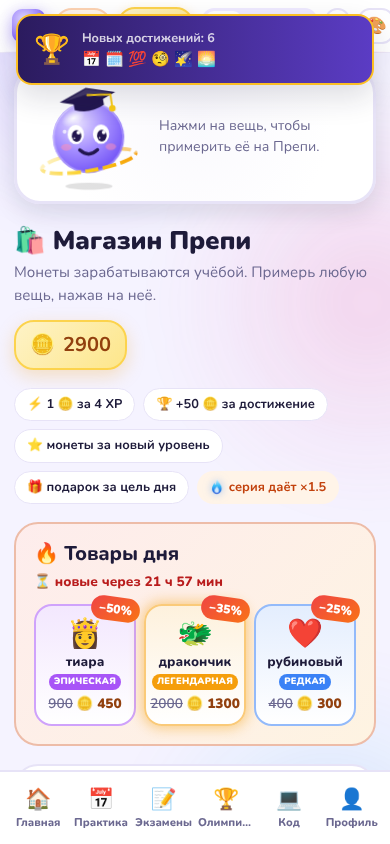 Новых достижений: 6
Нажми на вещь, чтобы
примерить её на Препи.
Магазин Препи
Монеты зарабатываются учёбой. Примерь любую
вещь, нажав на неё.
2900
1 за 4 XP
+50 за достижение
монеты за новый уровень
подарок за цель дня
серия даёт ×1.5
Товары дня
новые через 21 ч 57 мин
−50%
−35%
−25%
тиара
дракончик
рубиновый
ЭПИЧЕСКАЯ
ЛЕГЕНДАРНАЯ
РЕДКАЯ
900 450
2000 1300
400 300
Главная
Практика
Экзамены
Олимпи...
Код
Профиль